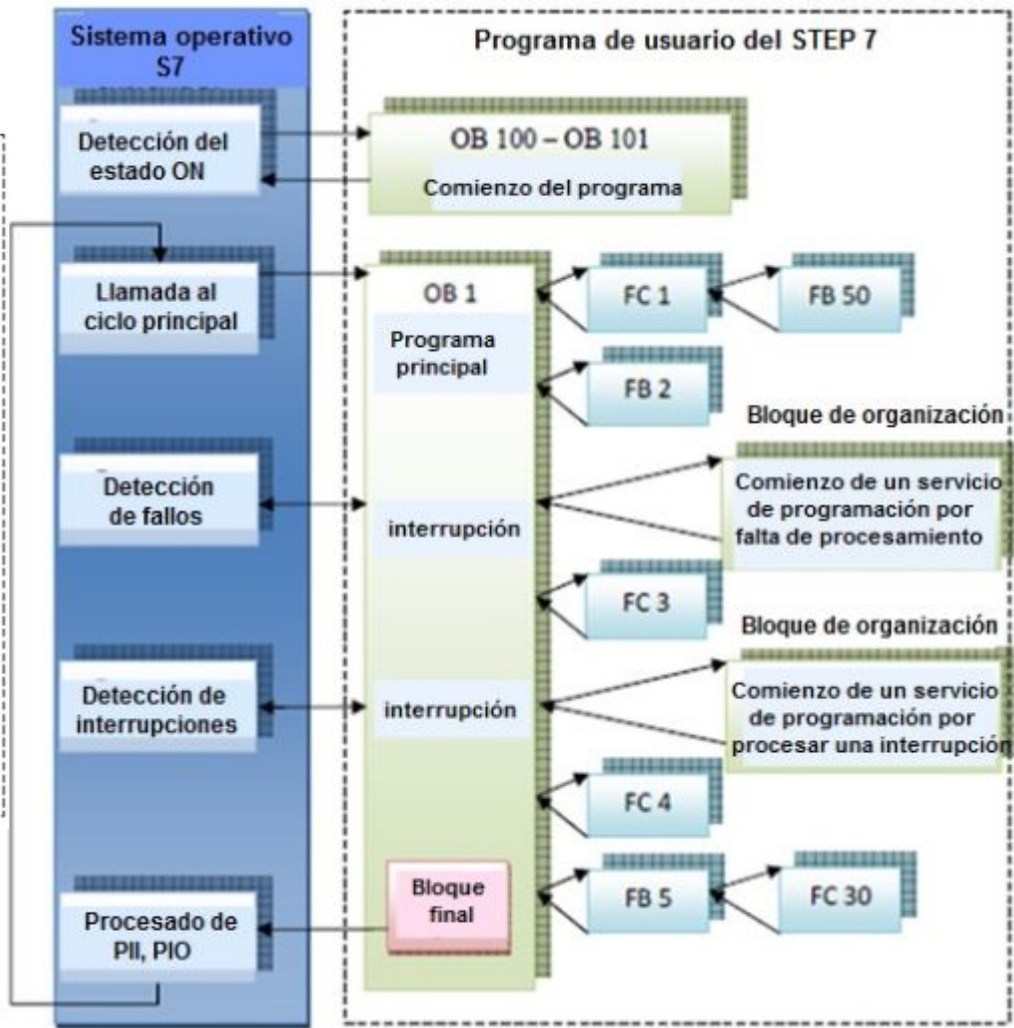 Sistema operativo
S7
Programa de usuario del STEP 7
Detección del
estado ON
OB 100 – OB 101
Comienzo del programa
Llamada al
ciclo principal
OB 1
Programa
principal
FC 1
FB 50
FB 2
Bloque de organización
Detección
de fallos
interrupción
Comienzo de un servicio
de programación por
falta de procesamiento
FC 3
Bloque de organización
Detección de
interrupciones
interrupción
Comienzo de un servicio
de programación por
procesar una interrupción
FC 4
Bloque
final
FB 5
FC 30
Procesado de
PII, PIO